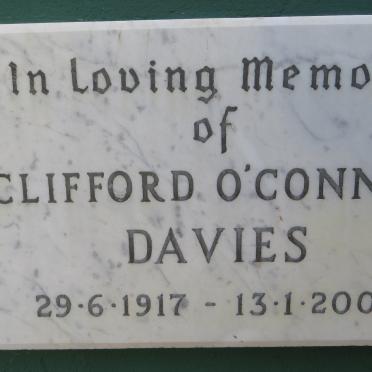 In Loving Memo
of
CLIFFORD O'CONN
DAVIES
29·6·1917 - 13·1·200